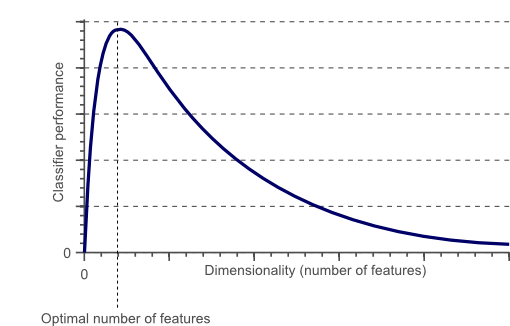 Classifier performance
0
0
Dimensionality (number of features)
Optimal number of features